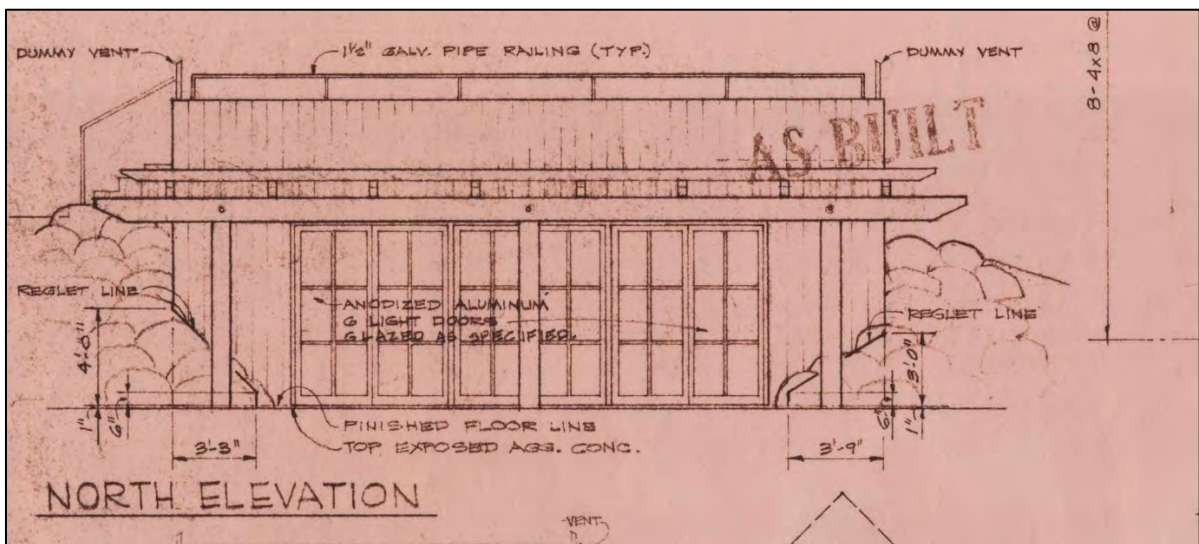 DUMMY VENT
1½" GALV. PIPE RAILING (TYP.)
DUMMY VENT
8-4x8 @
AS BUILT
REGLET LINE
ANODIZED ALUMINUM
6 LIGHT DOORS
GLAZED AS SPECIFIED.
REGLET LINE
4'-0"
3'-0"
6"
1"
6"
1"
FINISHED FLOOR LINE
TOP EXPOSED AGG. CONC.
3'-3"
3'-9"
NORTH ELEVATION
VENT